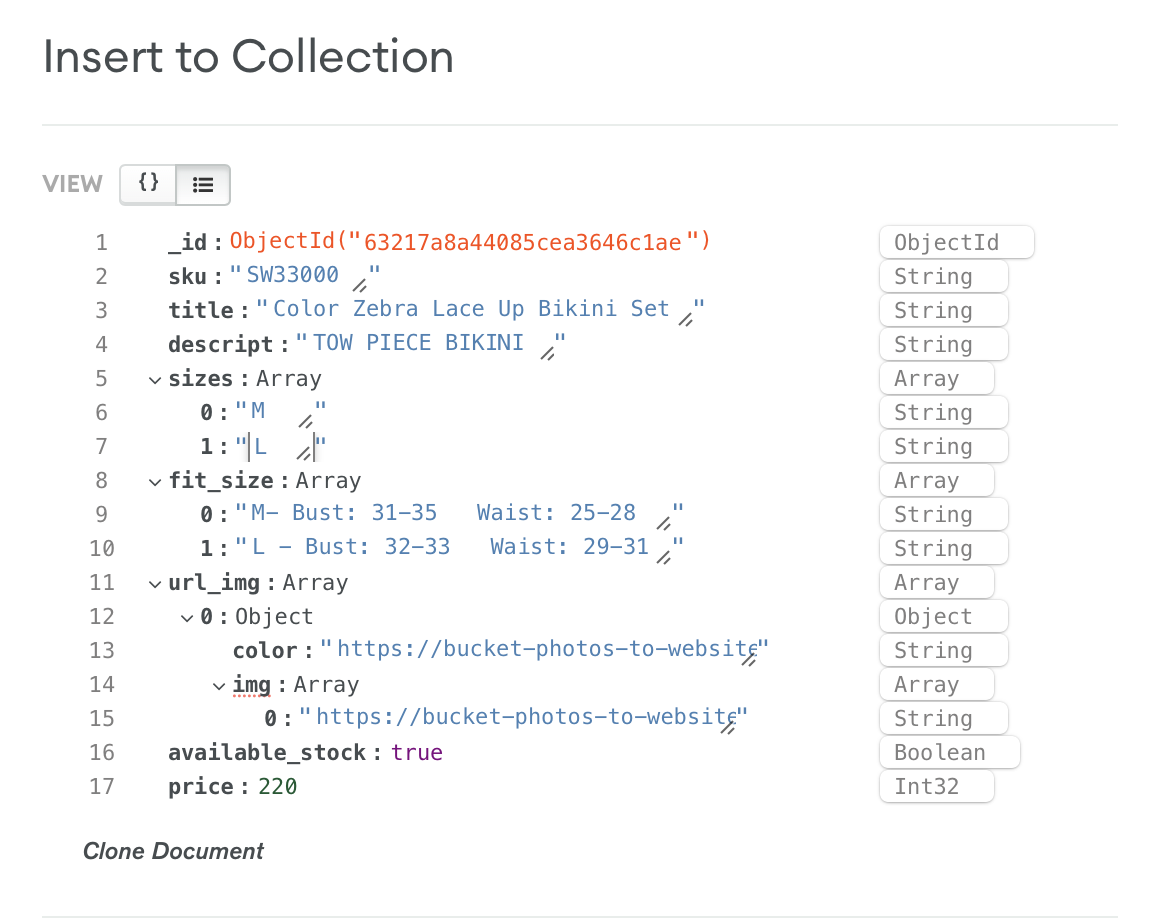 Insert to Collection
VIEW {}
1 _id : ObjectId("63217a8a44085cea3646c1ae") ObjectId
2 sku : "SW33000" String
3 title : "Color Zebra Lace Up Bikini Set" String
4 descript : "TOW PIECE BIKINI" String
5 sizes : Array Array
6 0 : "M" String
7 1 : "L" String
8 fit_size : Array Array
9 0 : "M- Bust: 31-35   Waist: 25-28" String
10 1 : "L - Bust: 32-33   Waist: 29-31" String
11 url_img : Array Array
12 0 : Object Object
13 color : "https://bucket-photos-to-website" String
14 img : Array Array
15 0 : "https://bucket-photos-to-website" String
16 available_stock : true Boolean
17 price : 220 Int32
Clone Document